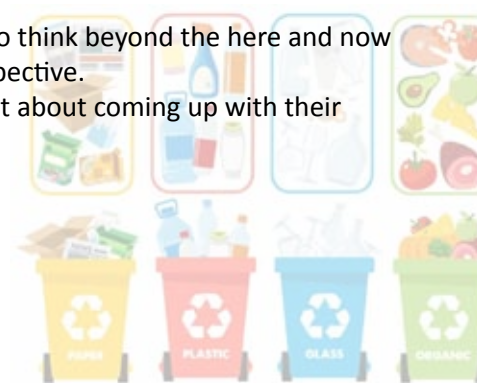 o think beyond the here and now
pective.
t about coming up with their
PAPER
PLASTIC
GLASS
ORGANIC